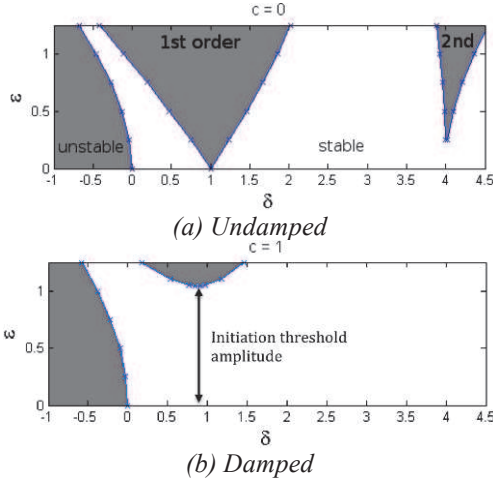 c = 0
1st order
2nd
1
0.5
0
ε
unstable
stable
-1 -0.5 0 0.5 1 1.5 2 2.5 3 3.5 4 4.5
δ
(a) Undamped
c = 1
1
0.5
0
ε
Initiation threshold
amplitude
-1 -0.5 0 0.5 1 1.5 2 2.5 3 3.5 4 4.5
δ
(b) Damped